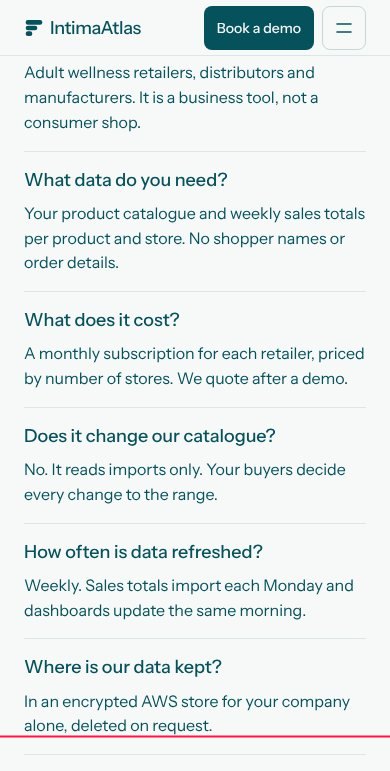 IntimaAtlas
Book a demo
Adult wellness retailers, distributors and
manufacturers. It is a business tool, not a
consumer shop.
What data do you need?
Your product catalogue and weekly sales totals
per product and store. No shopper names or
order details.
What does it cost?
A monthly subscription for each retailer, priced
by number of stores. We quote after a demo.
Does it change our catalogue?
No. It reads imports only. Your buyers decide
every change to the range.
How often is data refreshed?
Weekly. Sales totals import each Monday and
dashboards update the same morning.
Where is our data kept?
In an encrypted AWS store for your company
alone, deleted on request.